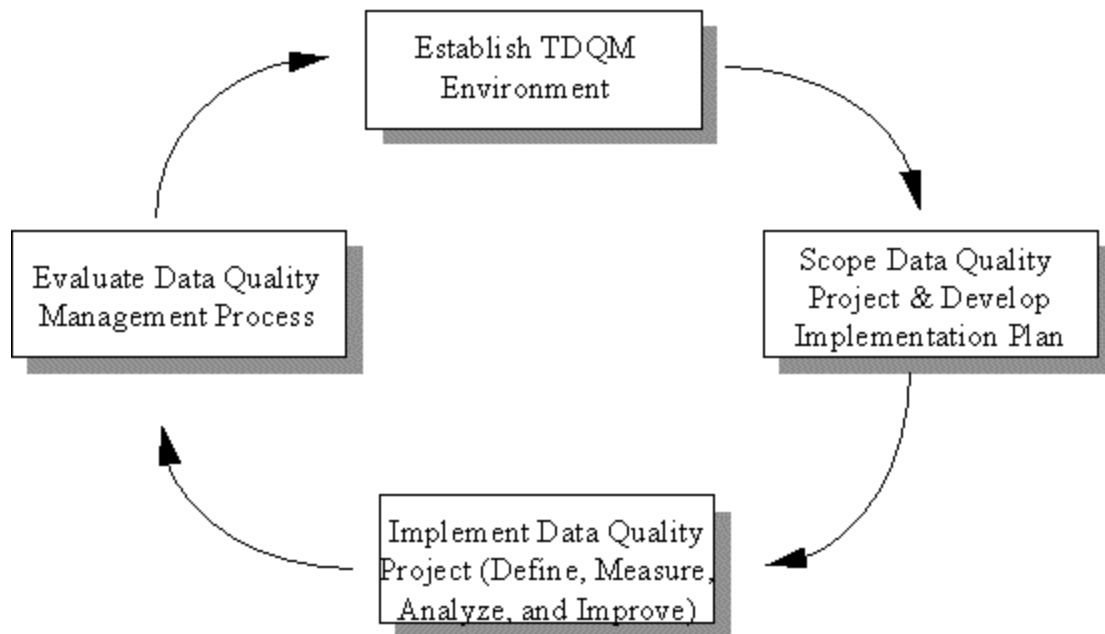 Establish TDQM
Environment
Scope Data Quality
Project & Develop
Implementation Plan
Implement Data Quality
Project (Define, Measure,
Analyze, and Improve)
Evaluate Data Quality
Management Process